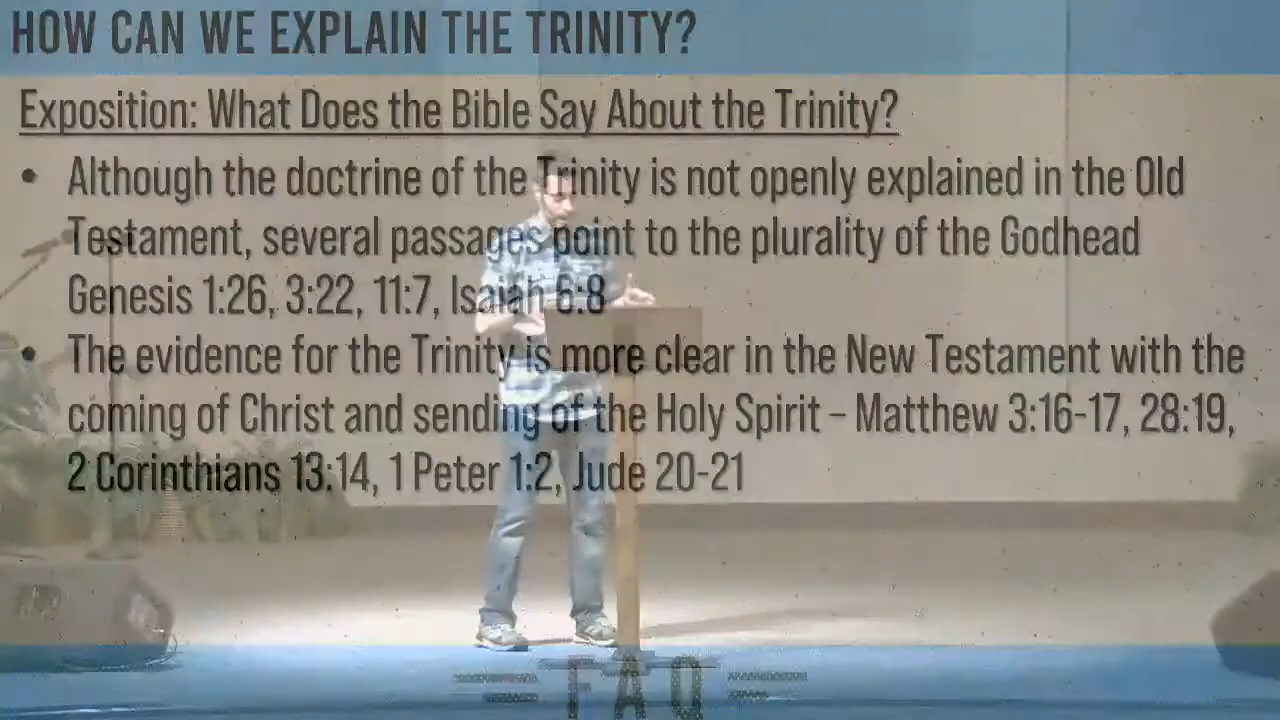 HOW CAN WE EXPLAIN THE TRINITY?
Exposition: What Does the Bible Say About the Trinity?
• Although the doctrine of the Trinity is not openly explained in the Old
Testament, several passages point to the plurality of the Godhead
Genesis 1:26, 3:22, 11:7, Isaiah 6:8
• The evidence for the Trinity is more clear in the New Testament with the
coming of Christ and sending of the Holy Spirit – Matthew 3:16-17, 28:19,
2 Corinthians 13:14, 1 Peter 1:2, Jude 20-21
FAQ